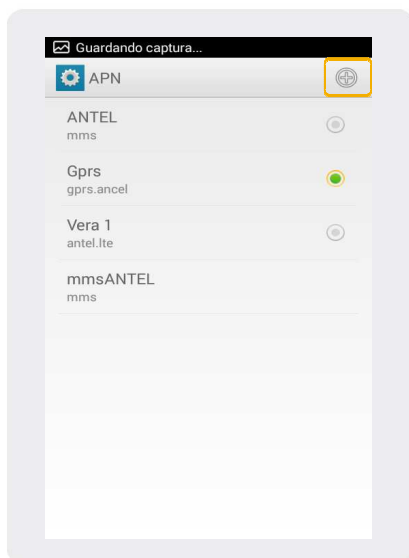 Guardando captura...
APN
ANTEL
mms
Gprs
gprs.ancel
Vera 1
antel.lte
mmsANTEL
mms